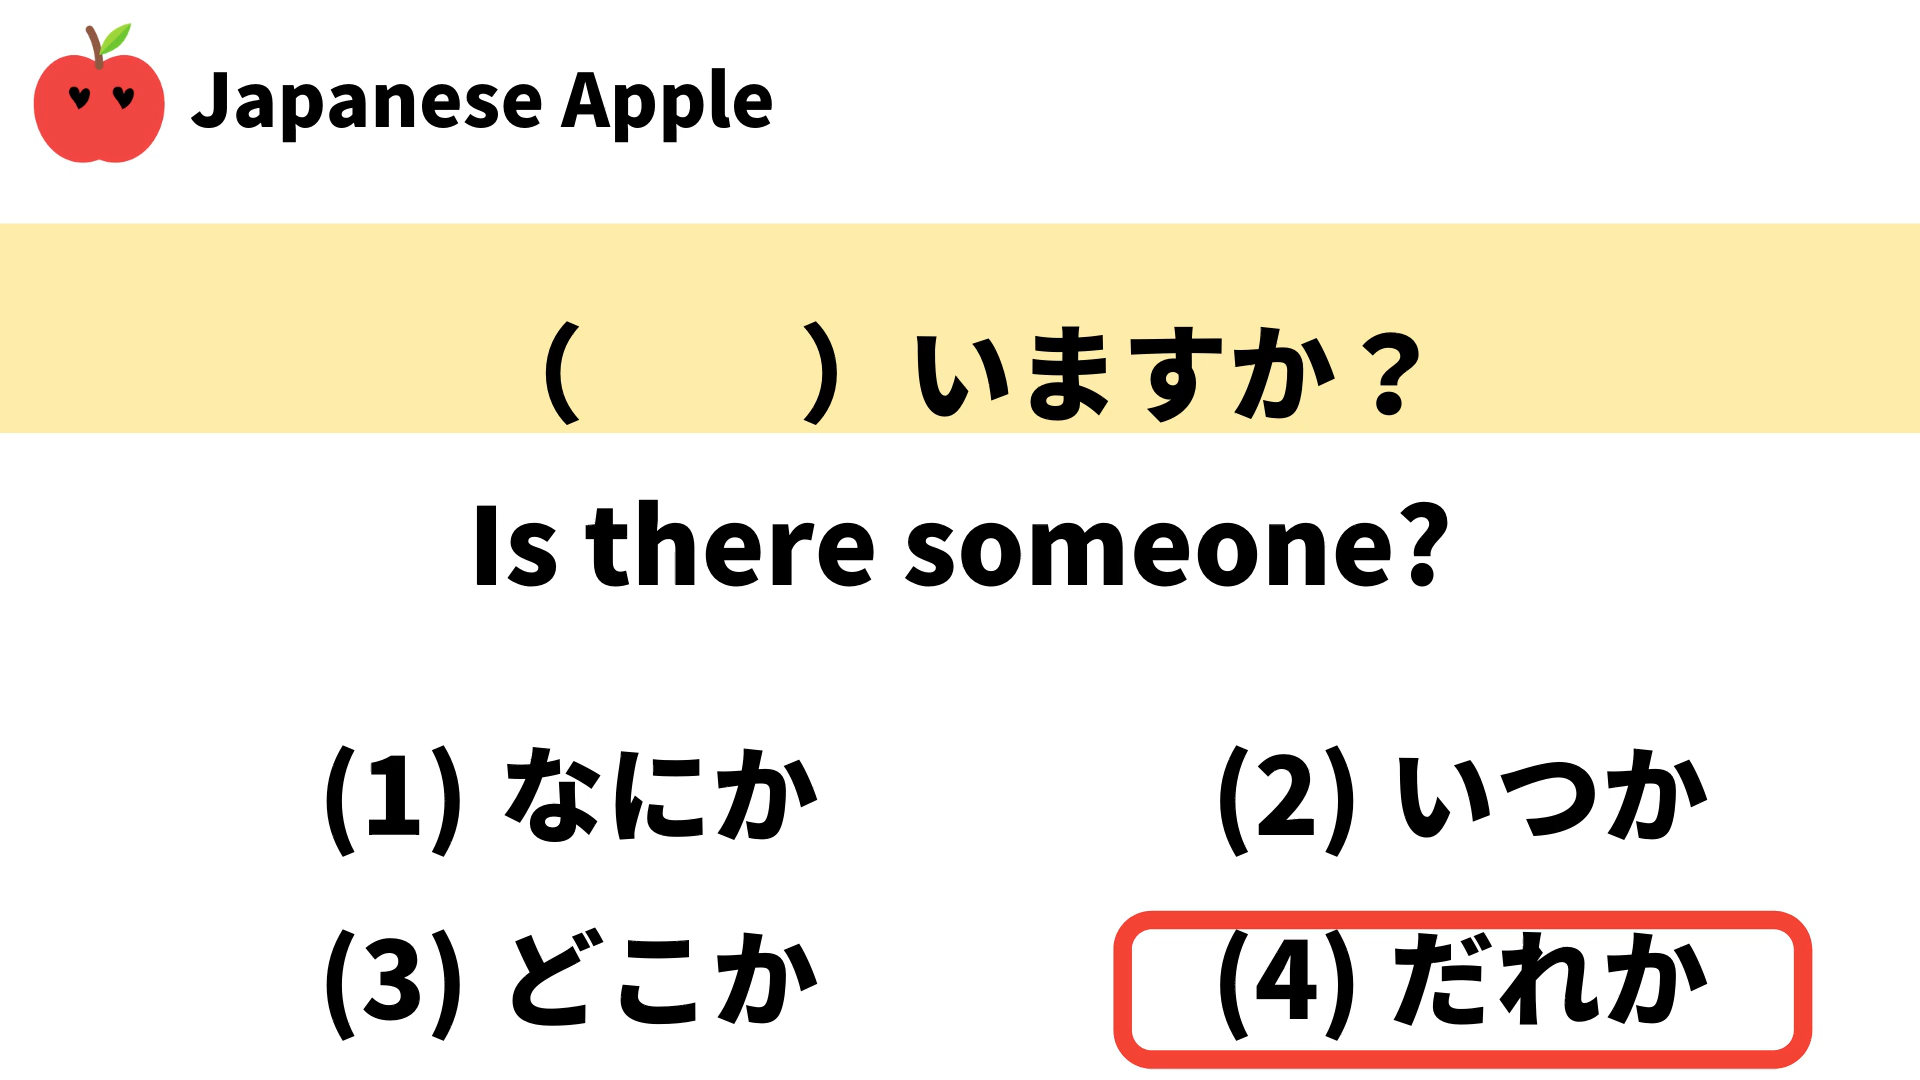 Japanese Apple
（　　）いますか？
Is there someone?
(1) なにか
(2) いつか
(3) どこか
(4) だれか